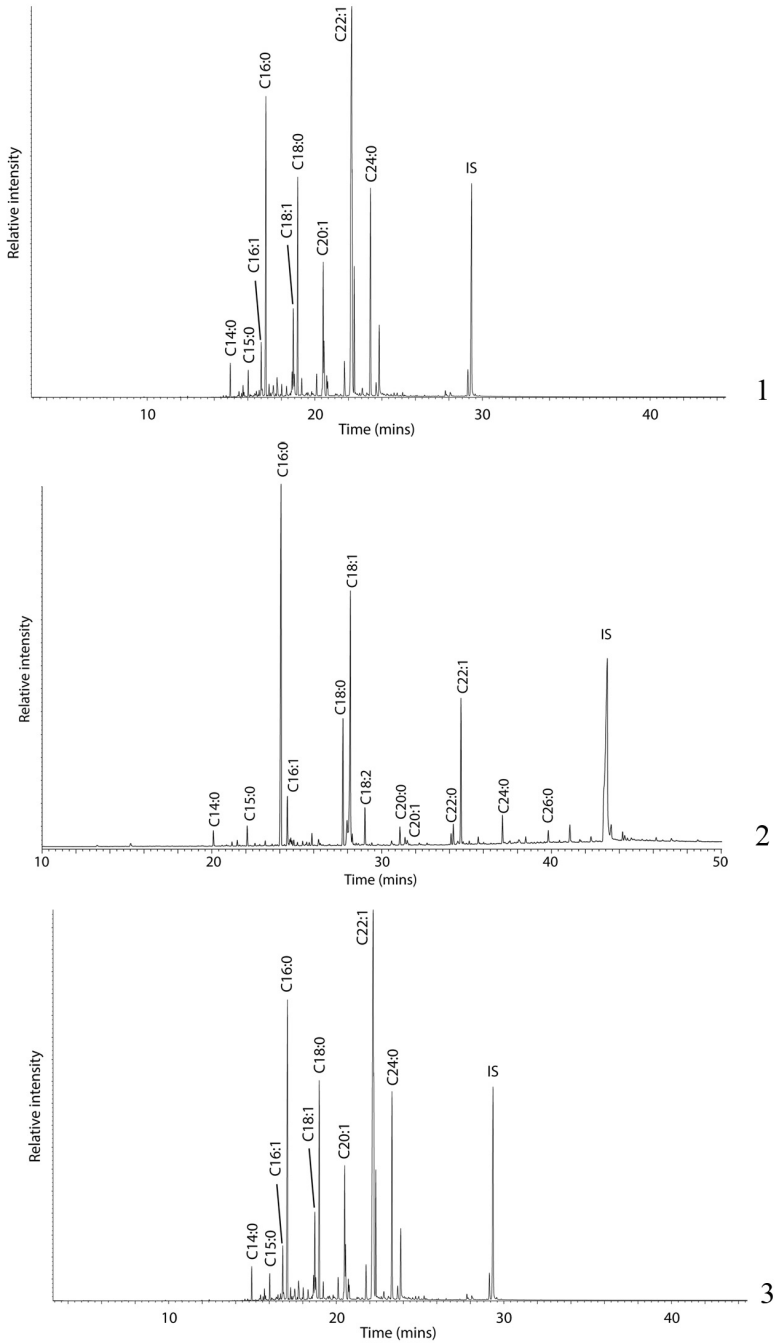 C22:1
C16:0
C18:0
C24:0
IS
C18:1
C20:1
C16:1
C14:0
C15:0
Relative intensity
10 20 30 40
Time (mins)
1
C16:0
C18:1
IS
C22:1
C18:0
C16:1
C18:2
C14:0
C15:0
C20:0
C20:1
C22:0
C24:0
C26:0
Relative intensity
10 20 30 40 50
Time (mins)
2
C22:1
C16:0
C18:0
C24:0
IS
C18:1
C20:1
C16:1
C14:0
C15:0
Relative intensity
10 20 30 40
Time (mins)
3